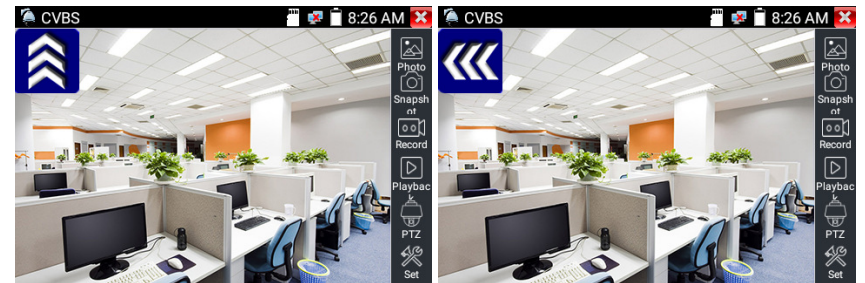 CVBS
8:26 AM
Photo
Snapsh
ot
Record
Playbac
k
PTZ
Set
CVBS
8:26 AM
Photo
Snapsh
ot
Record
Playbac
k
PTZ
Set